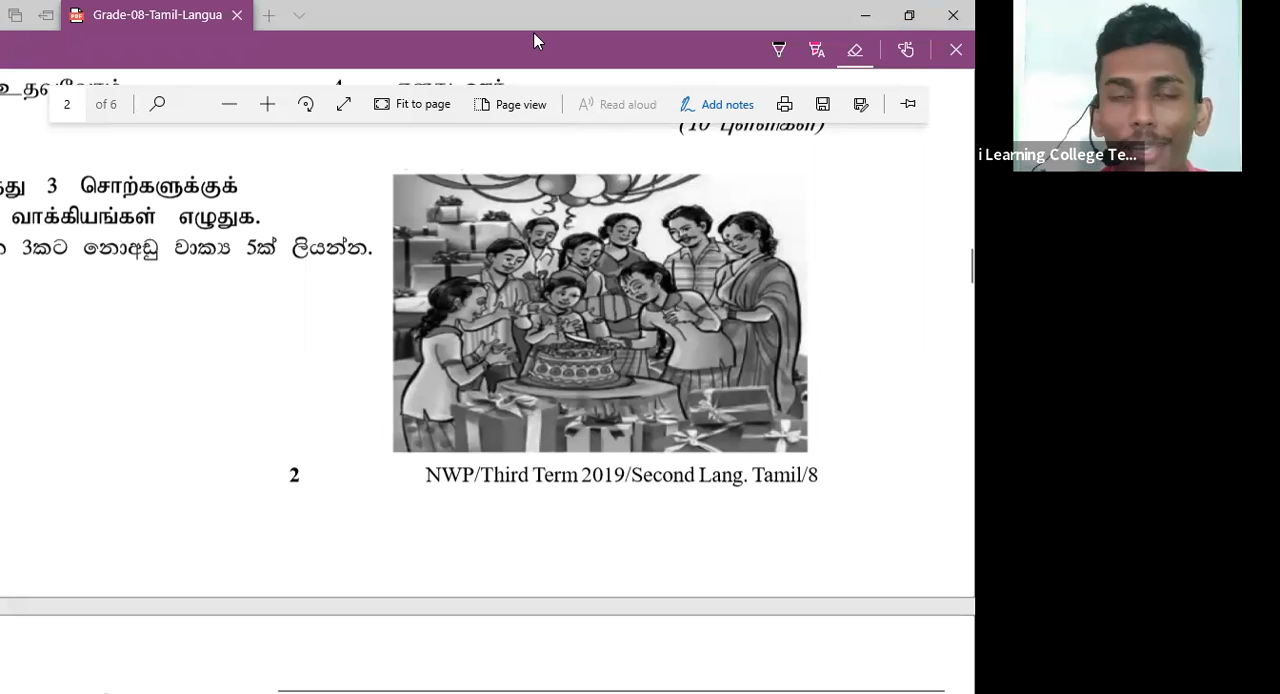 Grade-08-Tamil-Langua
2 of 6 Fit to page Page view Read aloud Add notes
i Learning College Te...
3 சொற்களுக்குக்
வாக்கியங்கள் எழுதுக.
3කට නොඅඩු වාක්‍ය 5ක් ලියන්න.
2 NWP/Third Term 2019/Second Lang. Tamil/8